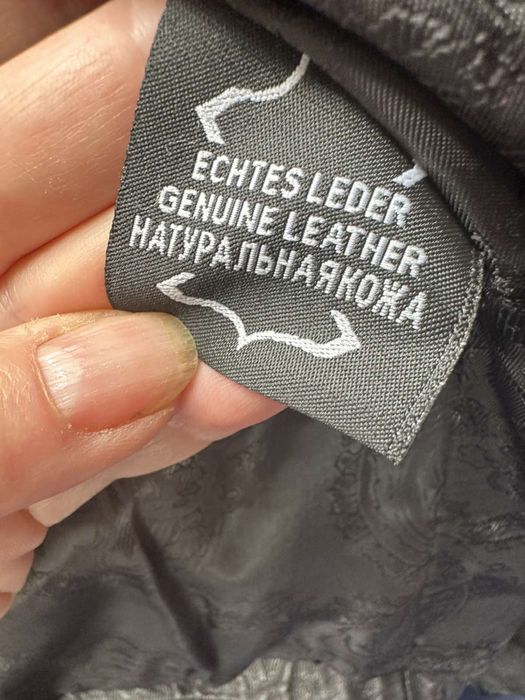 ECHTES LEDER
GENUINE LEATHER
НАТУРАЛЬНАЯКОЖА